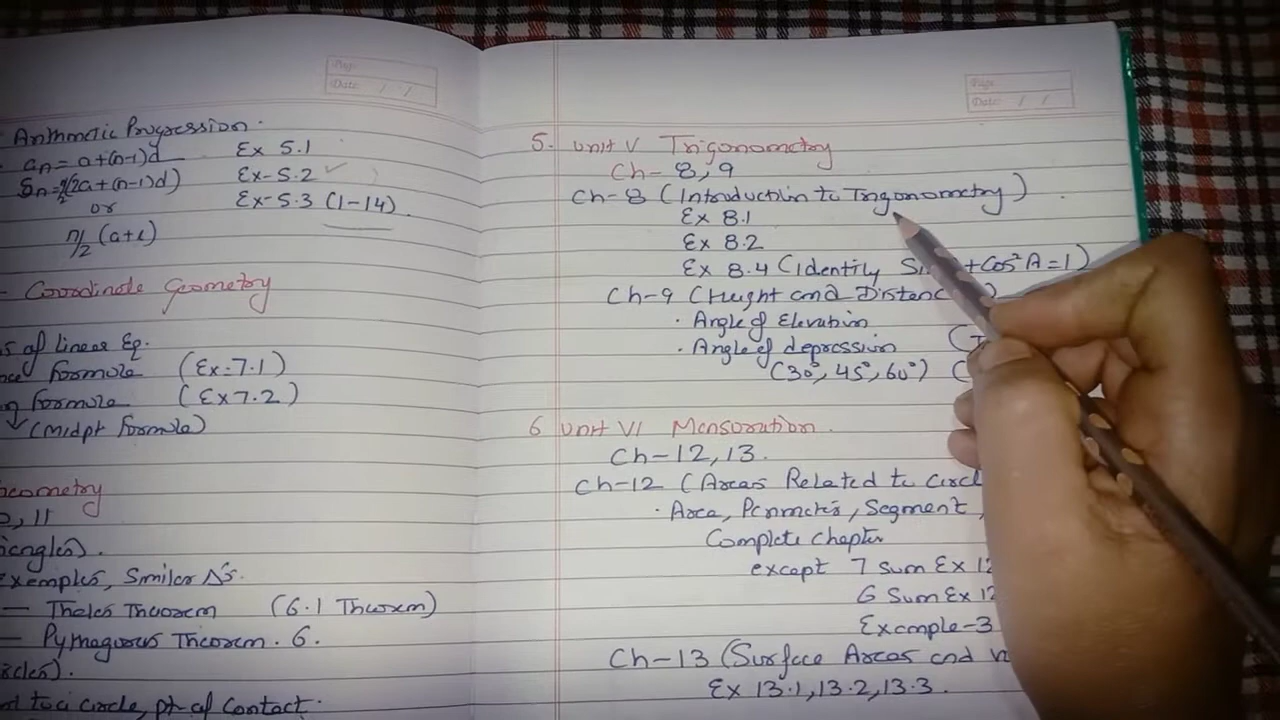 Page:
Date: / /
Arithmetic Progression.
an = a+(n-1)d Ex 5.1
Sn = n/2(2a+(n-1)d) Ex-5.2 ✓
or Ex-5.3 (1-14)
n/2 (a+l)
- Coordinate Geometry
of Linear Eq.
Formula (Ex=7.1)
Formula (Ex 7.2)
(Midpt Formula)
Geometry
, 11
Examples, Similar Δ's.
— Thales Theorem (6.1 Theorem)
— Pythagorus Theorem. 6.
to a circle, pt. of Contact.
Page:
Date: / /
5. Unit V Trigonometry
Ch- 8,9
Ch-8 (Introduction to Trigonometry)
Ex 8.1
Ex 8.2
Ex 8.4 (Identity Sin +Cos²A=1)
Ch-9 (Height and Distanc
· Angle of Elevation
· Angle of depression
(30°, 45°, 60°)
6 Unit VI Mensuration.
Ch-12,13.
Ch-12 (Areas Related to Circl
· Area, Perimeter, Segment,
Complete chapter
except 7 Sum Ex 12
6 Sum Ex 12
Example-3
Ch-13 (Surface Areas and
Ex 13.1, 13.2, 13.3.